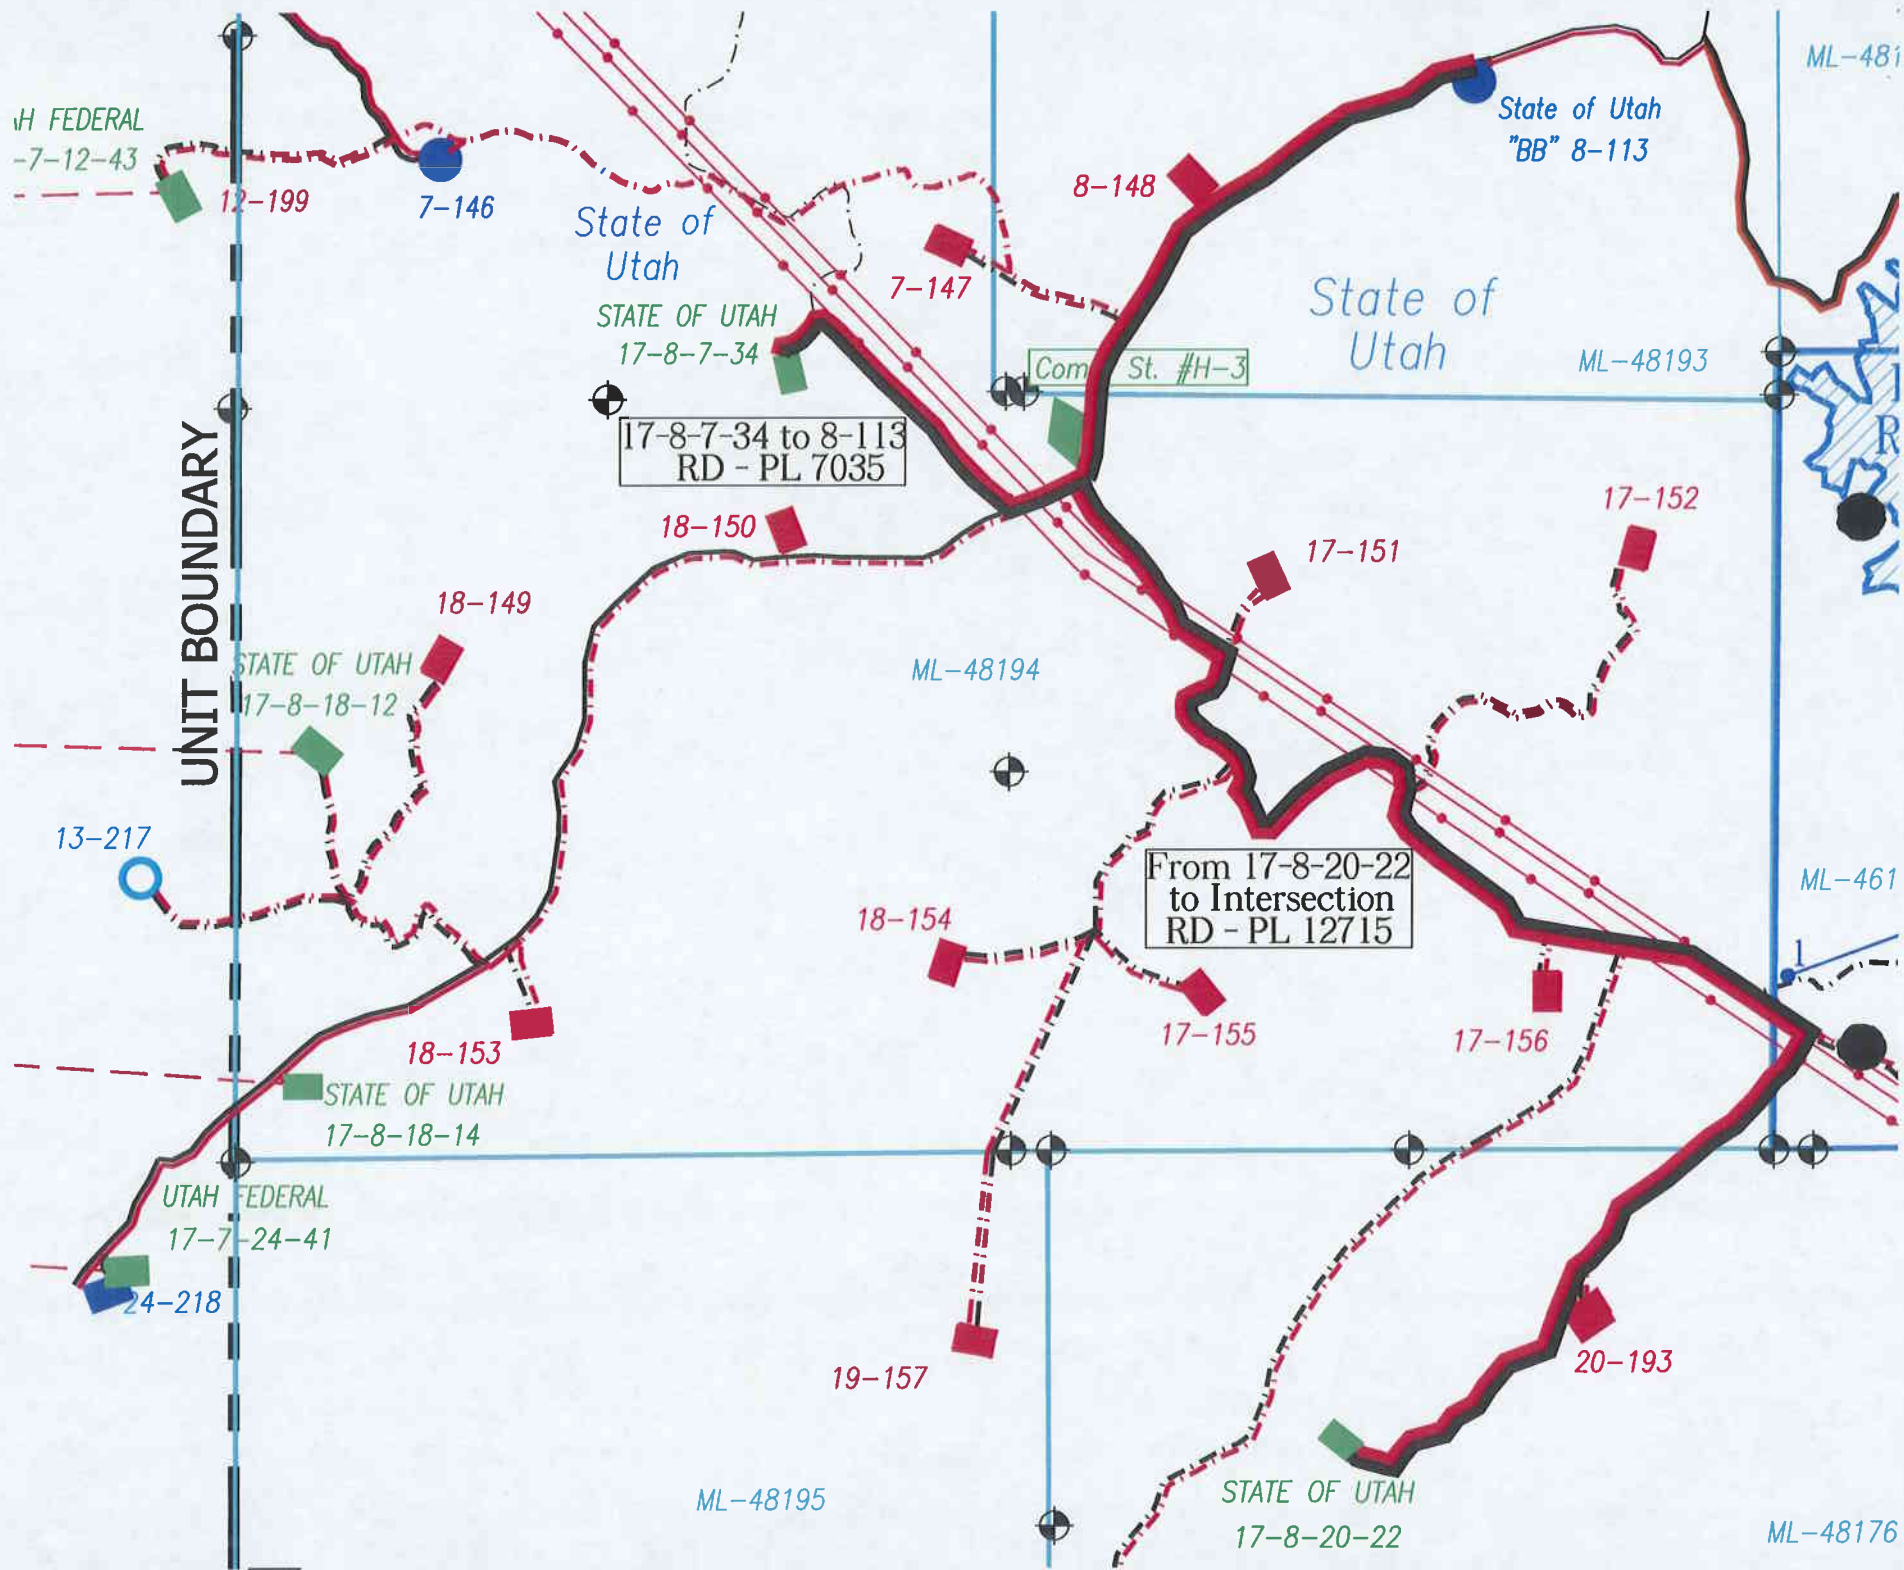 ML-481
H FEDERAL
-7-12-43
State of Utah
"BB" 8-113
12-199
7-146
8-148
State of
Utah
7-147
State of
Utah
STATE OF UTAH
17-8-7-34
Com St. #H-3
ML-48193
17-8-7-34 to 8-113
RD - PL 7035
R
UNIT BOUNDARY
18-150
17-152
17-151
18-149
STATE OF UTAH
17-8-18-12
ML-48194
13-217
From 17-8-20-22
to Intersection
RD - PL 12715
ML-461
18-154
1
17-155
17-156
18-153
STATE OF UTAH
17-8-18-14
UTAH FEDERAL
17-7-24-41
24-218
19-157
20-193
ML-48195
STATE OF UTAH
17-8-20-22
ML-48176